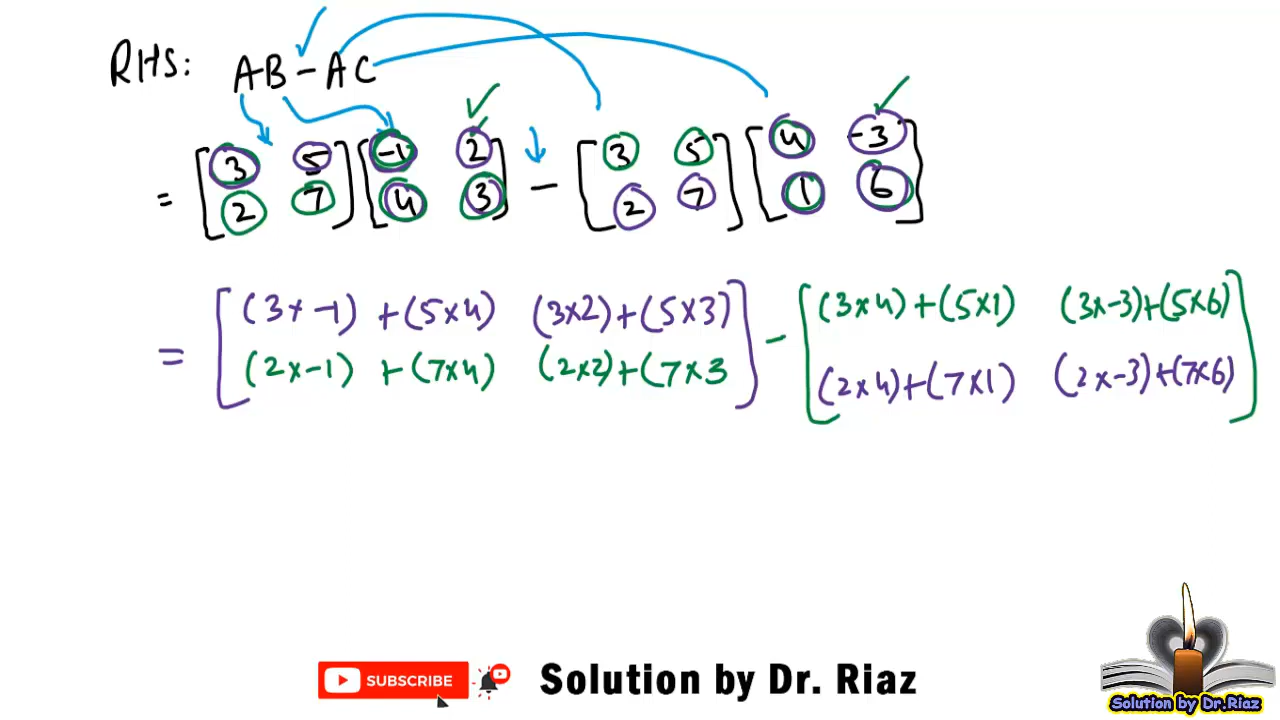 RHS: AB - AC
= [3 5] [-1 2] - [3 5] [4 -3]
[2 7] [4 3] [2 7] [1 6]
= [(3×-1) +(5×4) (3×2)+(5×3)] - [(3×4)+(5×1) (3×-3)+(5×6)]
[(2×-1) +(7×4) (2×2)+(7×3] [(2×4)+(7×1) (2×-3)+(7×6)]
SUBSCRIBE
Solution by Dr. Riaz
Solution by Dr.Riaz